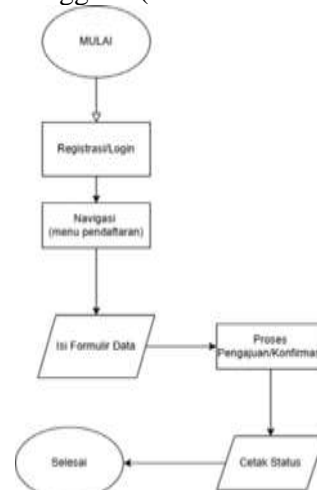 MULAI
Registrasi/Login
Navigasi
(menu pendaftaran)
Isi Formulir Data
Proses
Pengajuan/Konfirmasi
Cetak Status
Selesai